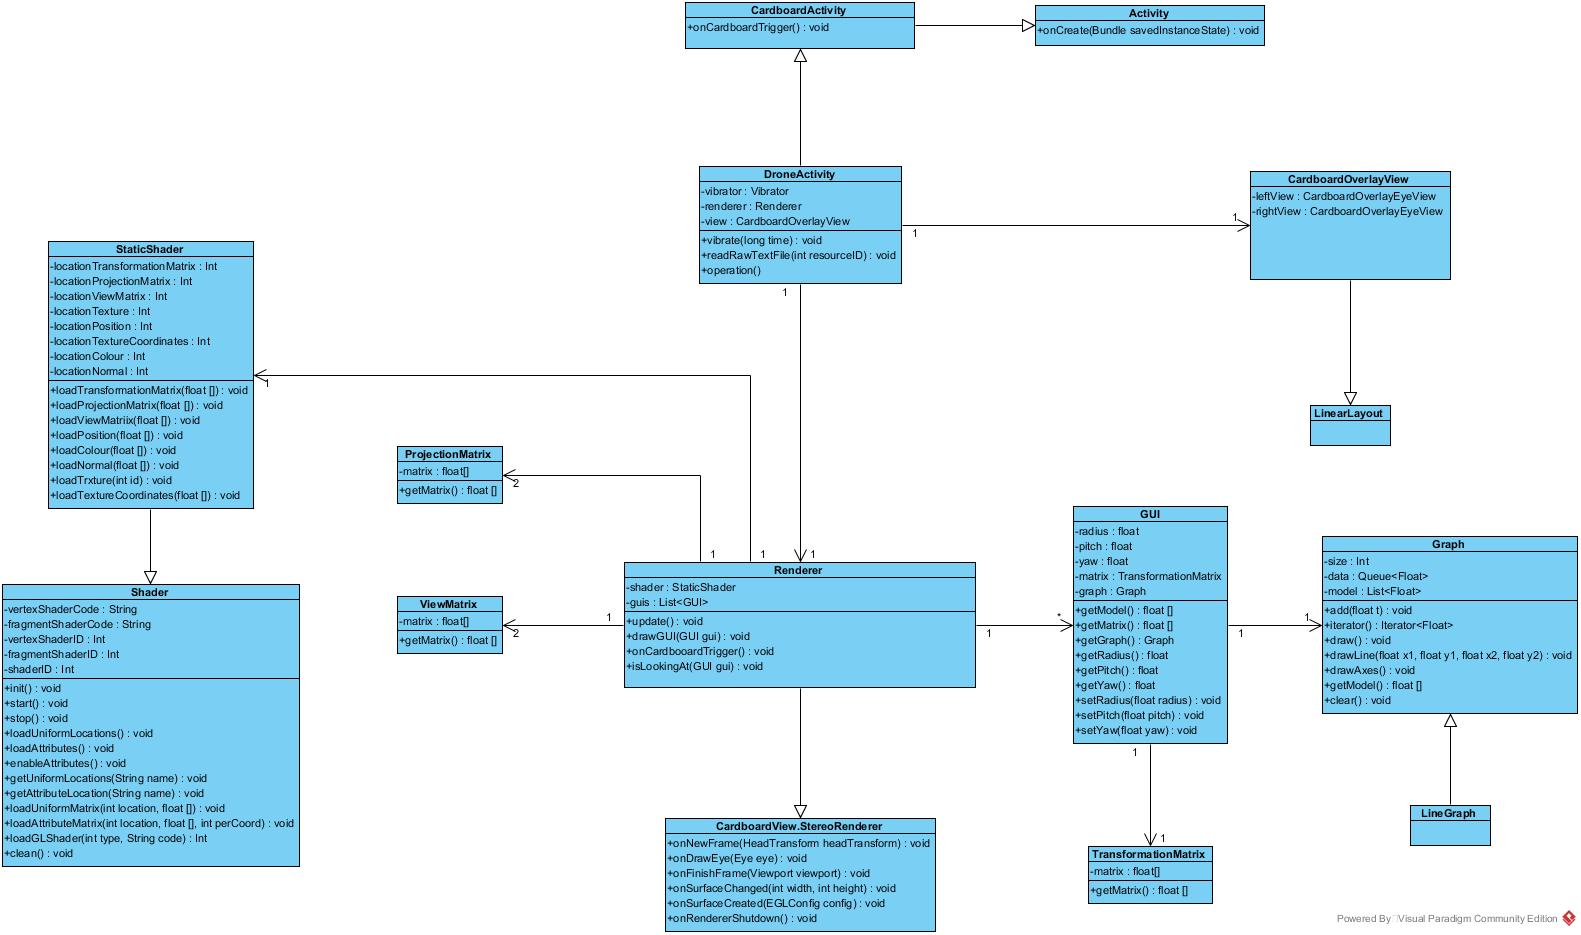 CardboardActivity
+onCardboardTrigger() : void
Activity
+onCreate(Bundle savedInstanceState) : void
DroneActivity
-vibrator : Vibrator
-renderer : Renderer
-view : CardboardOverlayView
+vibrate(long time) : void
+readRawTextFile(int resourceID) : void
+operation()
1
1
1
CardboardOverlayView
-leftView : CardboardOverlayEyeView
-rightView : CardboardOverlayEyeView
LinearLayout
StaticShader
-locationTransformationMatrix : Int
-locationProjectionMatrix : Int
-locationViewMatrix : Int
-locationTexture : Int
-locationPosition : Int
-locationTextureCoordinates : Int
-locationColour : Int
-locationNormal : Int
+loadTransformationMatrix(float []) : void
+loadProjectionMatrix(float []) : void
+loadViewMatriix(float []) : void
+loadPosition(float []) : void
+loadColour(float []) : void
+loadNormal(float []) : void
+loadTrxture(int id) : void
+loadTextureCoordinates(float []) : void
1
ProjectionMatrix
-matrix : float[]
+getMatrix() : float []
2
1
1
1
Shader
-vertexShaderCode : String
-fragmentShaderCode : String
-vertexShaderID : Int
-fragmentShaderID : Int
-shaderID : Int
+init() : void
+start() : void
+stop() : void
+loadUniformLocations() : void
+loadAttributes() : void
+enableAttributes() : void
+getUniformLocations(String name) : void
+getAttributeLocation(String name) : void
+loadUniformMatrix(int location, float []) : void
+loadAttributeMatrix(int location, float [], int perCoord) : void
+loadGLShader(int type, String code) : Int
+clean() : void
ViewMatrix
-matrix : float[]
+getMatrix() : float []
2
1
Renderer
-shader : StaticShader
-guis : List<GUI>
+update() : void
+drawGUI(GUI gui) : void
+onCardbooardTrigger() : void
+isLookingAt(GUI gui) : void
1
*
GUI
-radius : float
-pitch : float
-yaw : float
-matrix : TransformationMatrix
-graph : Graph
+getModel() : float []
+getMatrix() : float []
+getGraph() : Graph
+getRadius() : float
+getPitch() : float
+getYaw() : float
+setRadius(float radius) : void
+setPitch(float pitch) : void
+setYaw(float yaw) : void
1
1
Graph
-size : Int
-data : Queue<Float>
-model : List<Float>
+add(float t) : void
+iterator() : Iterator<Float>
+draw() : void
+drawLine(float x1, float y1, float x2, float y2) : void
+drawAxes() : void
+getModel() : float []
+clear() : void
LineGraph
1
1
TransformationMatrix
-matrix : float[]
+getMatrix() : float []
CardboardView.StereoRenderer
+onNewFrame(HeadTransform headTransform) : void
+onDrawEye(Eye eye) : void
+onFinishFrame(Viewport viewport) : void
+onSurfaceChanged(int width, int height) : void
+onSurfaceCreated(EGLConfig config) : void
+onRendererShutdown() : void
Powered By Visual Paradigm Community Edition